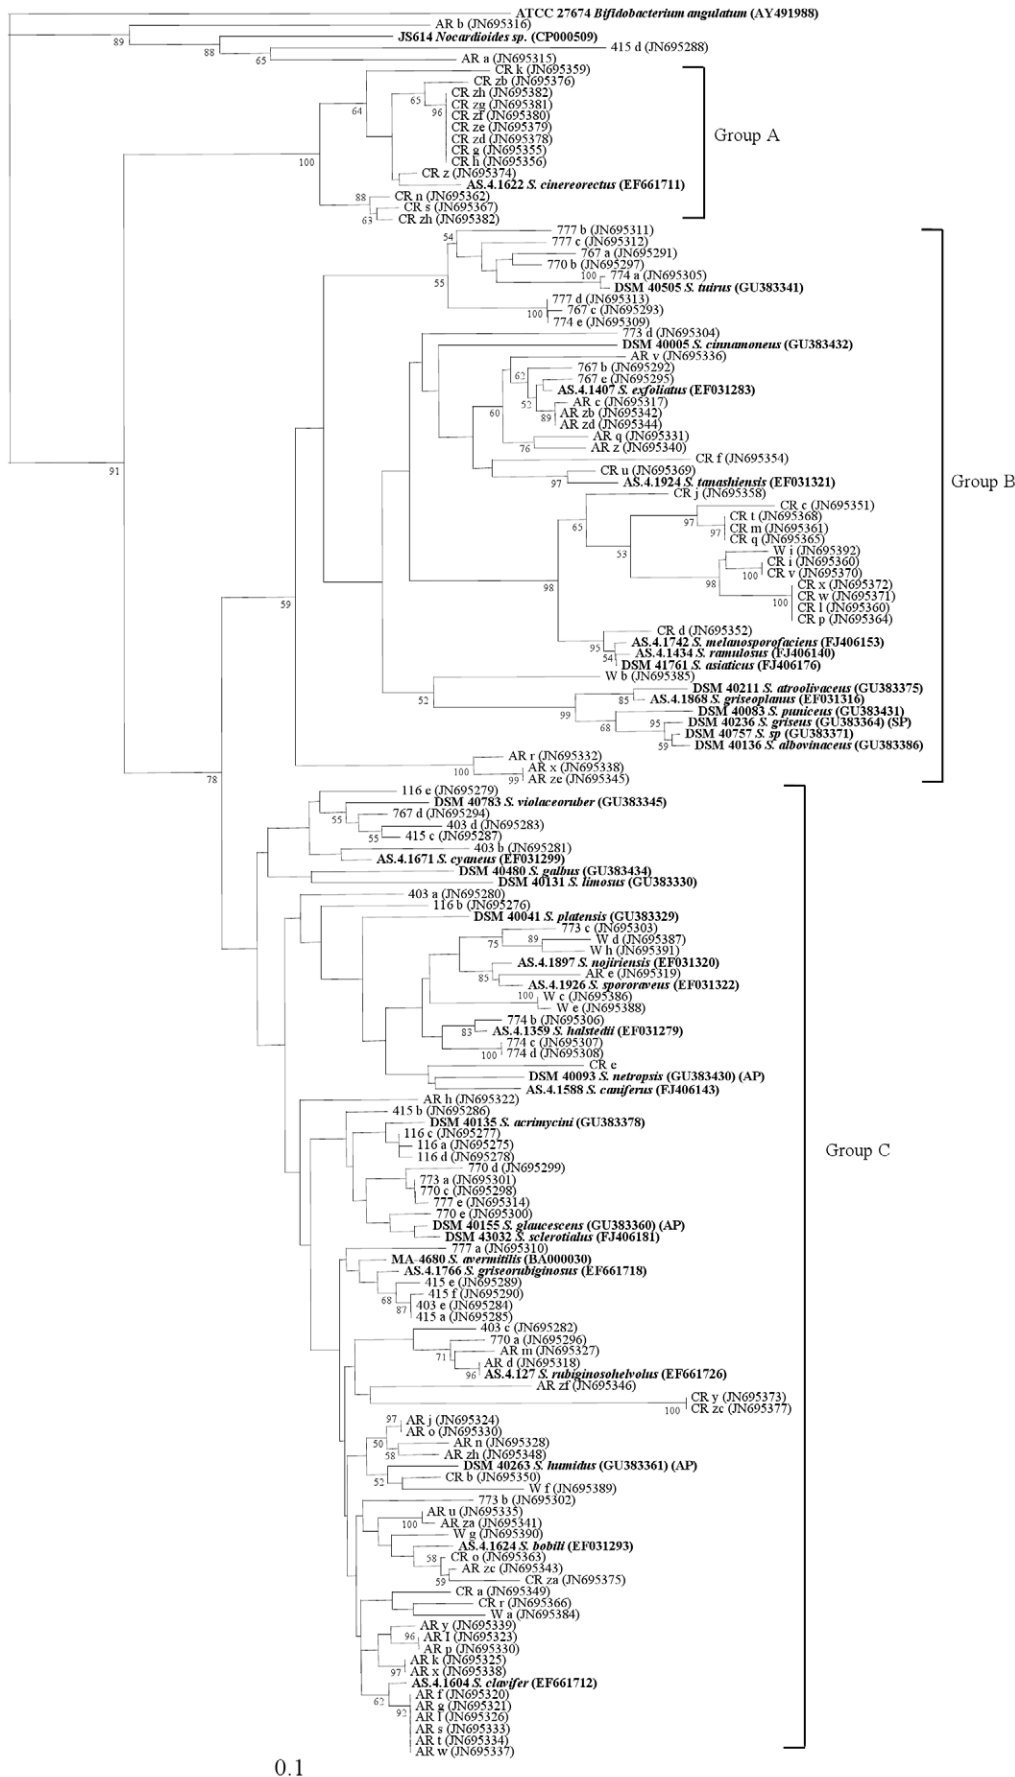 ATCC 27674 Bifidobacterium angulatum (AY491988)
AR b (JN695316)
89
JS614 Nocardioides sp. (CP000509)
88
415 d (JN695288)
65
AR a (JN695315)
CR k (JN695359)
CR zb (JN695376)
65
CR zh (JN695382)
64
96
CR zg (JN695381)
CR zf (JN695380)
CR ze (JN695379)
Group A
CR zd (JN695378)
CR g (JN695355)
100
CR h (JN695356)
CR z (JN695374)
AS.4.1622 S. cinereorectus (EF661711)
88
CR n (JN695362)
CR s (JN695367)
63
CR zh (JN695382)
777 b (JN695311)
54
777 c (JN695312)
767 a (JN695291)
770 b (JN695297)
55
100
774 a (JN695305)
DSM 40505 S. tuirus (GU383341)
777 d (JN695313)
100
767 c (JN695293)
774 e (JN695309)
773 d (JN695304)
DSM 40005 S. cinnamoneus (GU383432)
AR v (JN695336)
767 b (JN695292)
62
767 e (JN695295)
AS.4.1407 S. exfoliatus (EF031283)
52
AR c (JN695317)
60
89
AR zb (JN695342)
AR zd (JN695344)
AR q (JN695331)
76
AR z (JN695340)
CR f (JN695354)
91
CR u (JN695369)
97
AS.4.1924 S. tanashiensis (EF031321)
Group B
CR j (JN695358)
CR c (JN695351)
65
97
CR t (JN695368)
97
CR m (JN695361)
CR q (JN695365)
53
W i (JN695392)
CR i (JN695360)
100
CR v (JN695370)
98
98
CR x (JN695372)
CR w (JN695371)
100
59
CR l (JN695360)
CR p (JN695364)
CR d (JN695352)
95
AS.4.1742 S. melanosporofaciens (FJ406153)
54
AS.4.1434 S. ramulosus (FJ406140)
DSM 41761 S. asiaticus (FJ406176)
W b (JN695385)
DSM 40211 S. atroolivaceus (GU383375)
52
85
AS.4.1868 S. griseoplanus (EF031316)
99
DSM 40083 S. puniceus (GU383431)
68
95
DSM 40236 S. griseus (GU383364) (SP)
DSM 40757 S. sp (GU383371)
59
DSM 40136 S. albovinaceus (GU383386)
AR r (JN695332)
100
AR x (JN695338)
78
99
AR ze (JN695345)
116 e (JN695279)
DSM 40783 S. violaceoruber (GU383345)
55
767 d (JN695294)
403 d (JN695283)
55
415 c (JN695287)
403 b (JN695281)
AS.4.1671 S. cyaneus (EF031299)
DSM 40480 S. galbus (GU383434)
DSM 40131 S. limosus (GU383330)
403 a (JN695280)
116 b (JN695276)
DSM 40041 S. platensis (GU383329)
773 c (JN695303)
75
89
W d (JN695387)
W h (JN695391)
AS.4.1897 S. nojiriensis (EF031320)
85
AR e (JN695319)
AS.4.1926 S. spororaveus (EF031322)
100
W c (JN695386)
W e (JN695388)
774 b (JN695306)
83
AS.4.1359 S. halstedii (EF031279)
774 c (JN695307)
100
774 d (JN695308)
CR e
DSM 40093 S. netropsis (GU383430) (AP)
AS.4.1588 S. caniferus (FJ406143)
AR h (JN695322)
415 b (JN695286)
DSM 40135 S. acrimycini (GU383378)
116 c (JN695277)
116 a (JN695275)
Group C
116 d (JN695278)
770 d (JN695299)
773 a (JN695301)
770 c (JN695298)
777 e (JN695314)
770 e (JN695300)
DSM 40155 S. glaucescens (GU383360) (AP)
DSM 43032 S. sclerotialus (FJ406181)
777 a (JN695310)
MA-4680 S. avermitilis (BA000030)
AS.4.1766 S. griseorubiginosus (EF661718)
415 e (JN695289)
68
415 f (JN695290)
87
403 e (JN695284)
415 a (JN695285)
403 c (JN695282)
770 a (JN695296)
71
AR m (JN695327)
AR d (JN695318)
96
AS.4.127 S. rubiginosohelvolus (EF661726)
AR zf (JN695346)
CR y (JN695373)
100
CR zc (JN695377)
97
AR j (JN695324)
AR o (JN695330)
50
AR n (JN695328)
58
AR zh (JN695348)
DSM 40263 S. humidus (GU383361) (AP)
52
CR b (JN695350)
W f (JN695389)
773 b (JN695302)
AR u (JN695335)
100
AR za (JN695341)
W g (JN695390)
AS.4.1624 S. bobili (EF031293)
58
CR o (JN695363)
AR zc (JN695343)
59
CR za (JN695375)
CR a (JN695349)
CR r (JN695366)
W a (JN695384)
AR y (JN695339)
96
AR I (JN695323)
AR p (JN695330)
AR k (JN695325)
97
AR x (JN695338)
AS.4.1604 S. clavifer (EF661712)
62
AR f (JN695320)
92
AR g (JN695321)
AR l (JN695326)
AR s (JN695333)
AR t (JN695334)
AR w (JN695337)
0.1